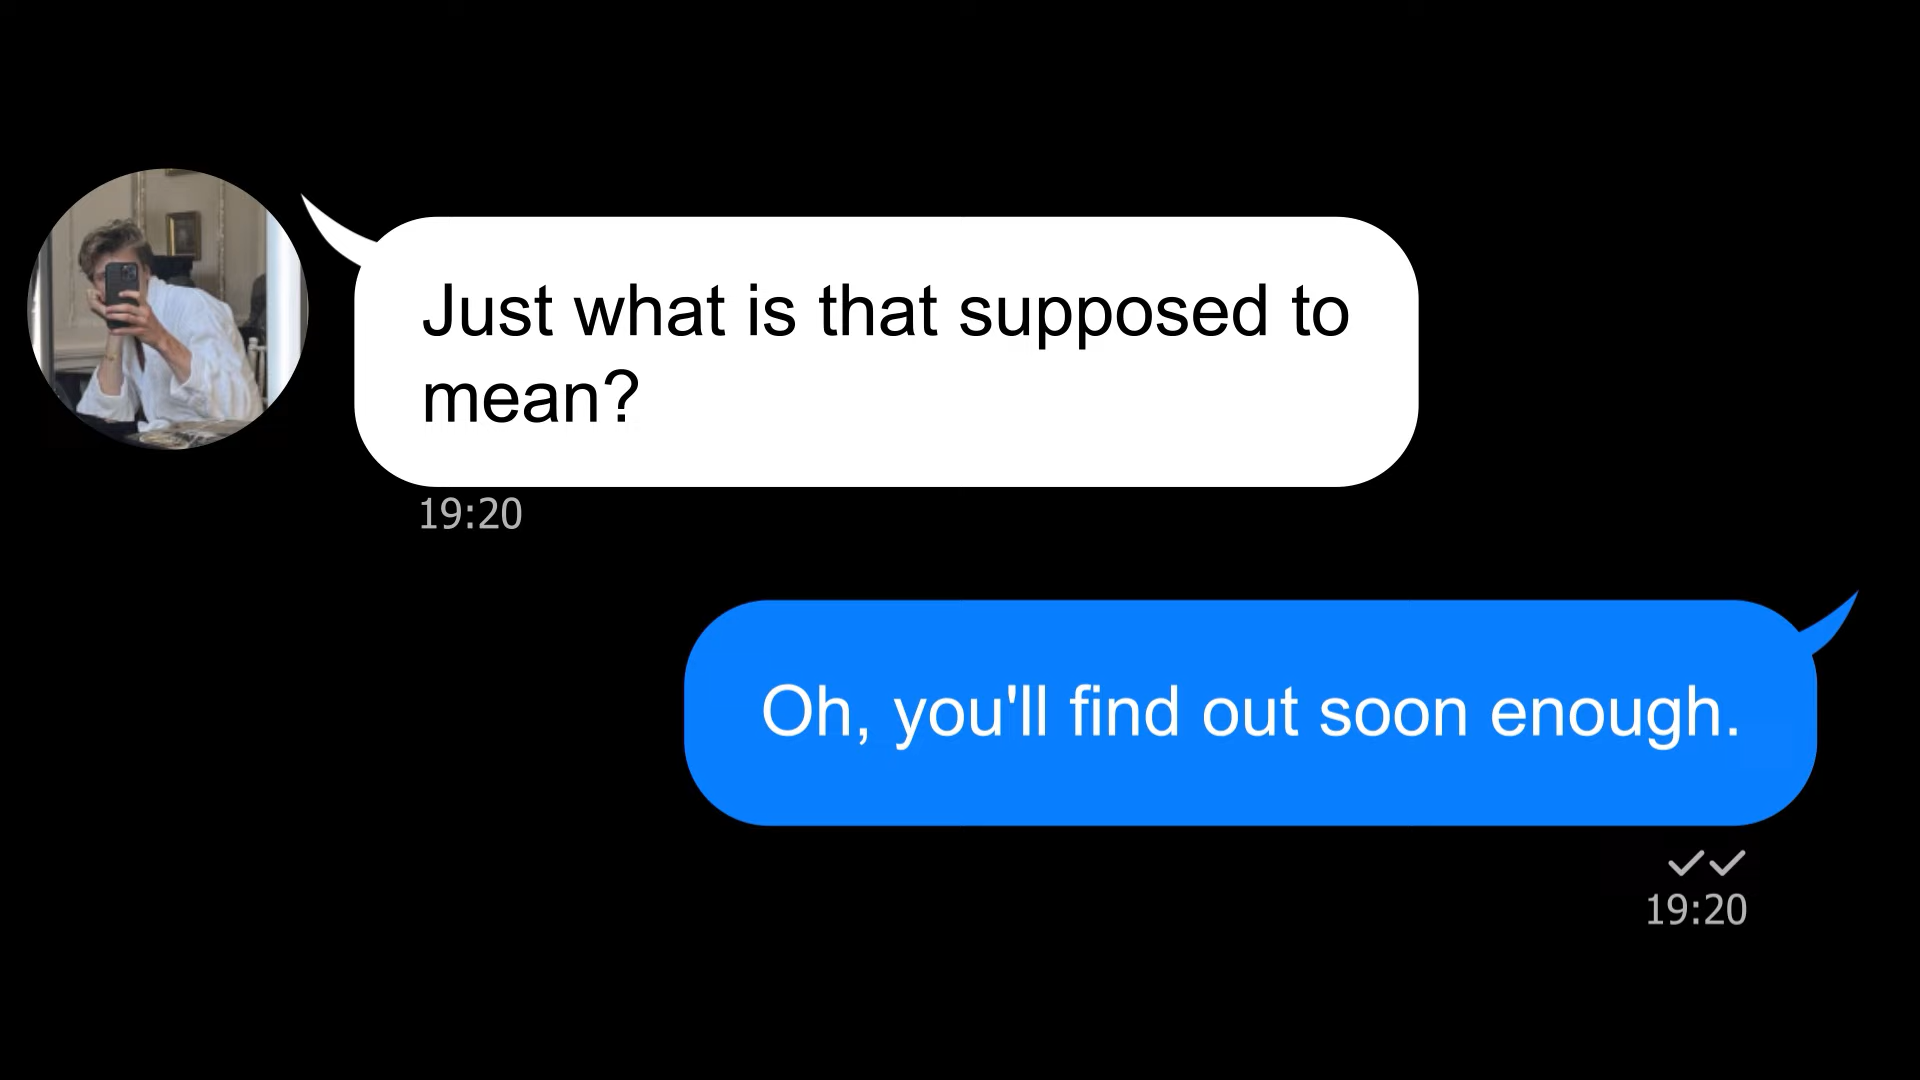 Just what is that supposed to
mean?
19:20
Oh, you'll find out soon enough.
19:20